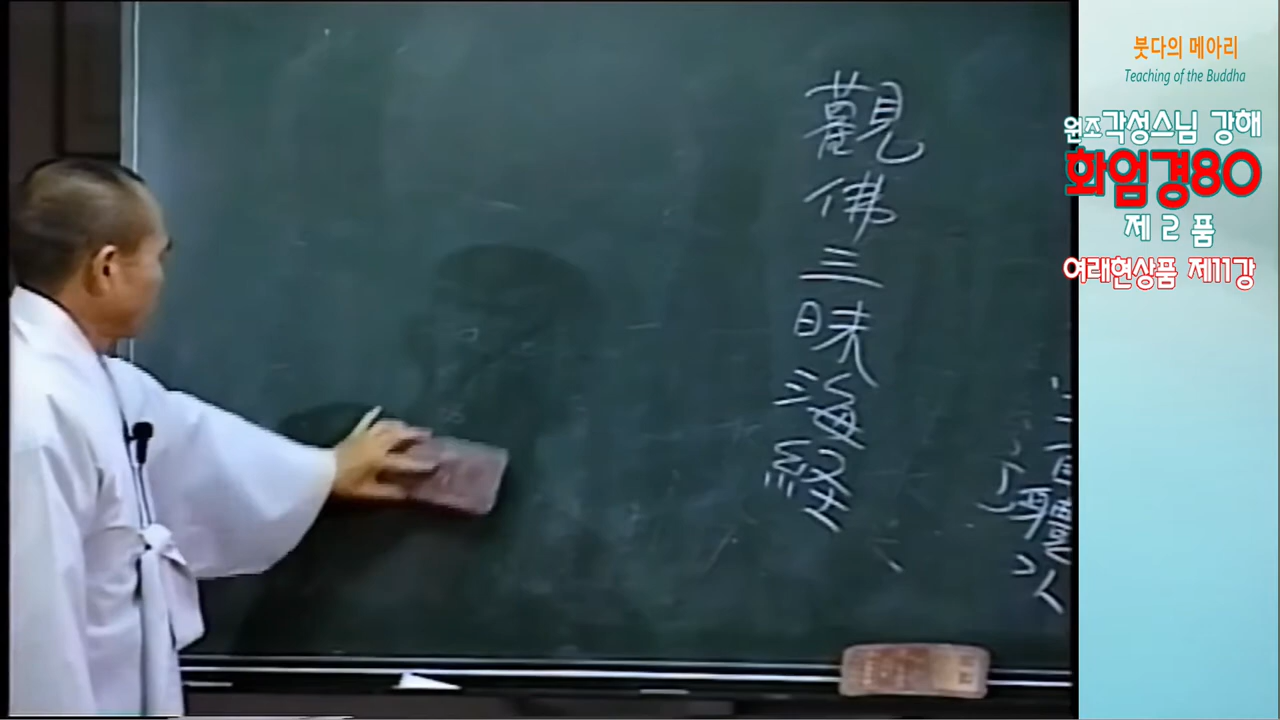 觀佛三昧海経
붓다의 메아리
Teaching of the Buddha
원조각성스님 강해
화엄경80
제2품
여래현상품 제11강